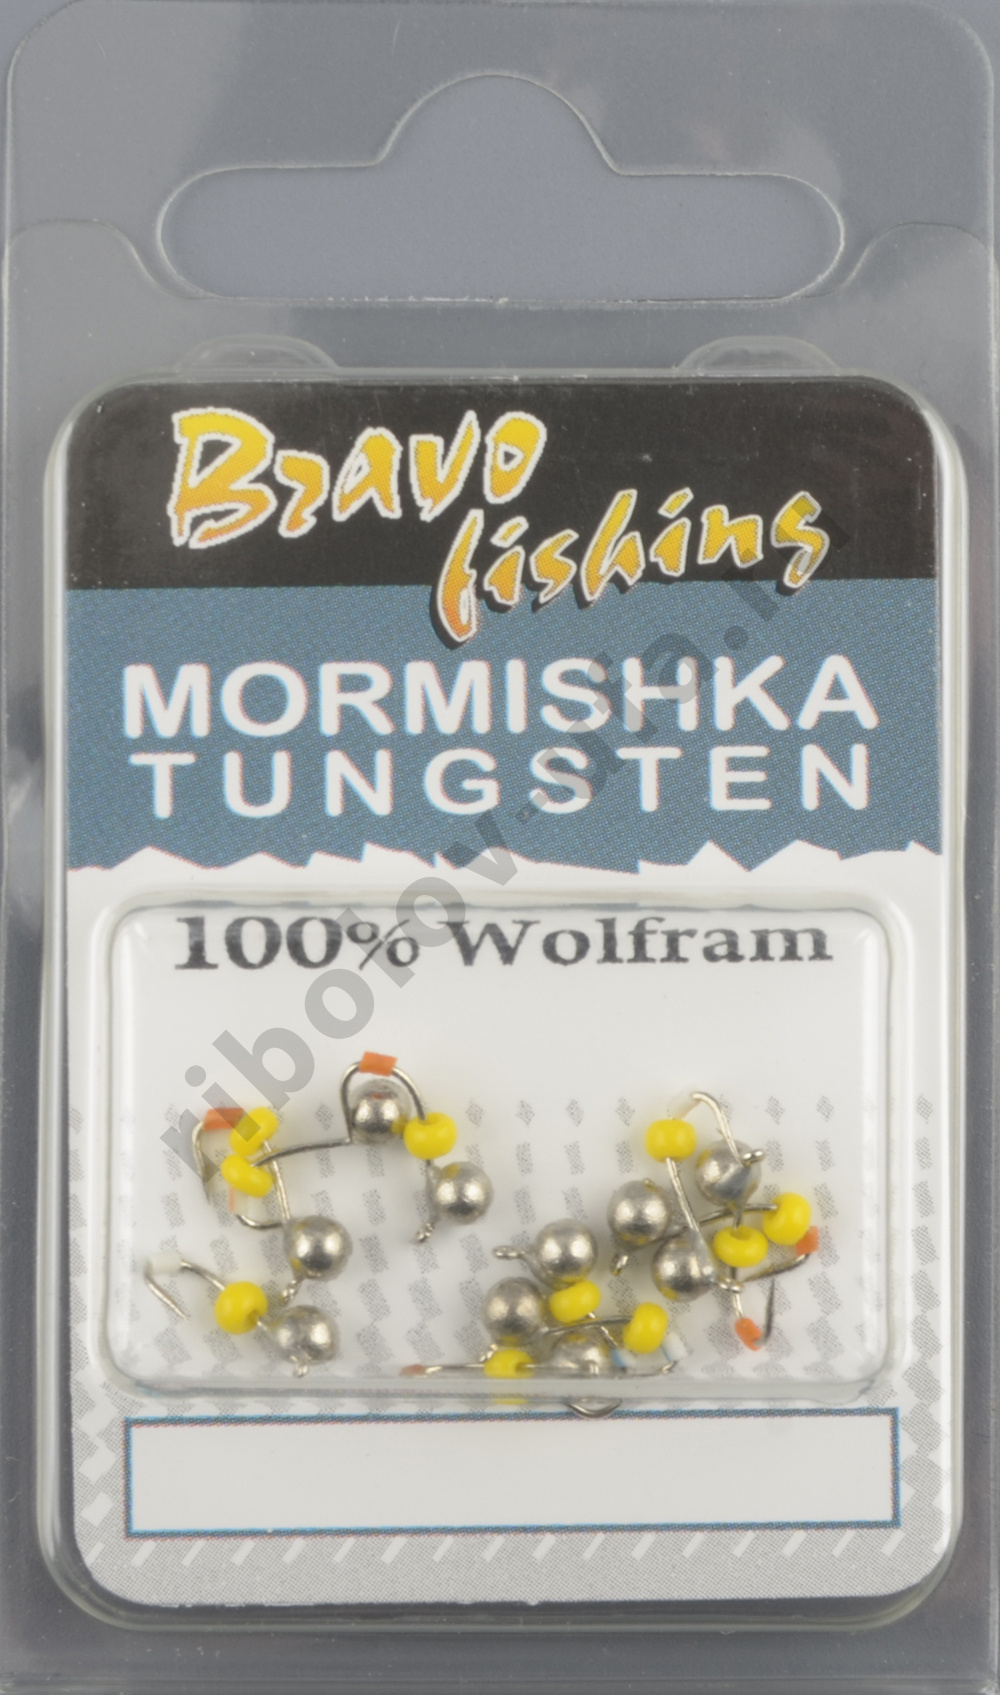 Bravo
fishing
MORMISHKA
TUNGSTEN
100% Wolfram